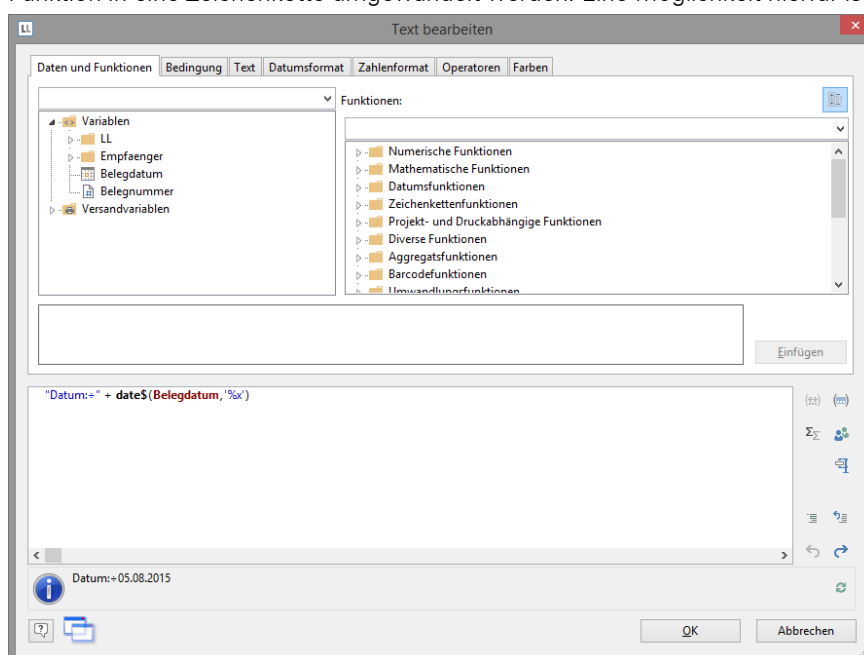 LL
Text bearbeiten
Daten und Funktionen Bedingung Text Datumsformat Zahlenformat Operatoren Farben
Funktionen:
Variablen
LL
Empfaenger
Belegdatum
Belegnummer
Versandvariablen
Numerische Funktionen
Mathematische Funktionen
Datumsfunktionen
Zeichenkettenfunktionen
Projekt- und Druckabhängige Funktionen
Diverse Funktionen
Aggregatsfunktionen
Barcodefunktionen
Einfügen
"Datum:÷" + date$(Belegdatum,'%x')
Datum:÷05.08.2015
OK Abbrechen